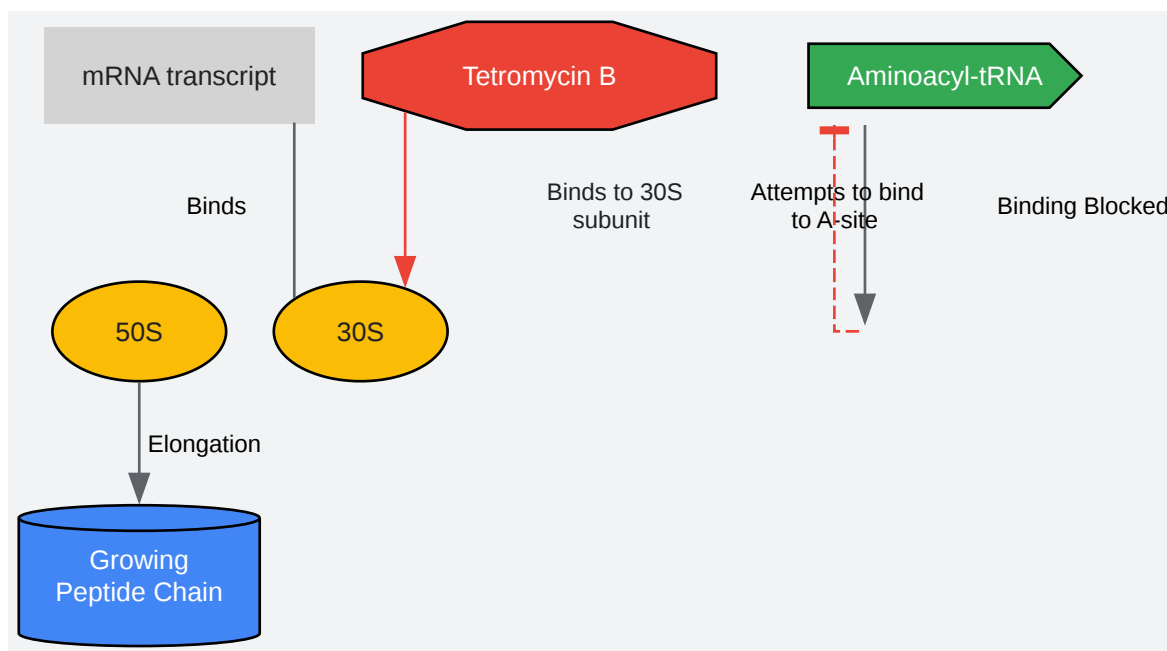 mRNA transcript
Tetromycin B
Aminoacyl-tRNA
Binds
Binds to 30S
subunit
Attempts to bind
to A-site
Binding Blocked
50S
30S
Elongation
Growing
Peptide Chain